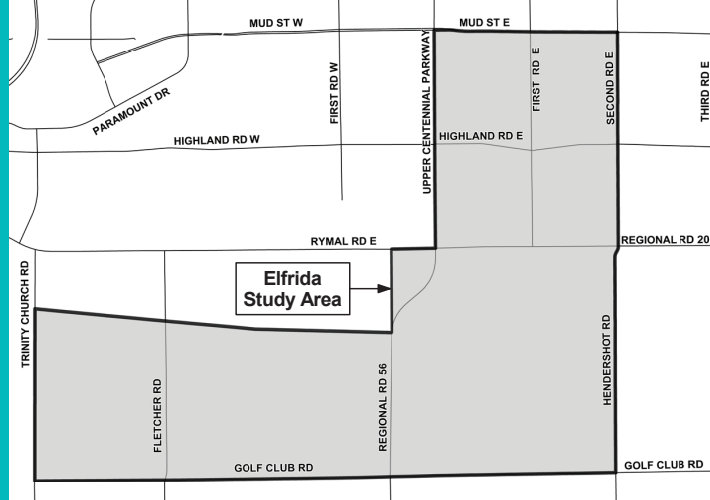 MUD ST W
MUD ST E
PARAMOUNT DR
FIRST RD W
UPPER CENTENNIAL PARKWAY
FIRST RD E
SECOND RD E
THIRD RD E
HIGHLAND RD W
HIGHLAND RD E
RYMAL RD E
REGIONAL RD 20
Elfrida
Study Area
TRINITY CHURCH RD
FLETCHER RD
REGIONAL RD 56
HENDERSHOT RD
GOLF CLUB RD
GOLF CLUB RD